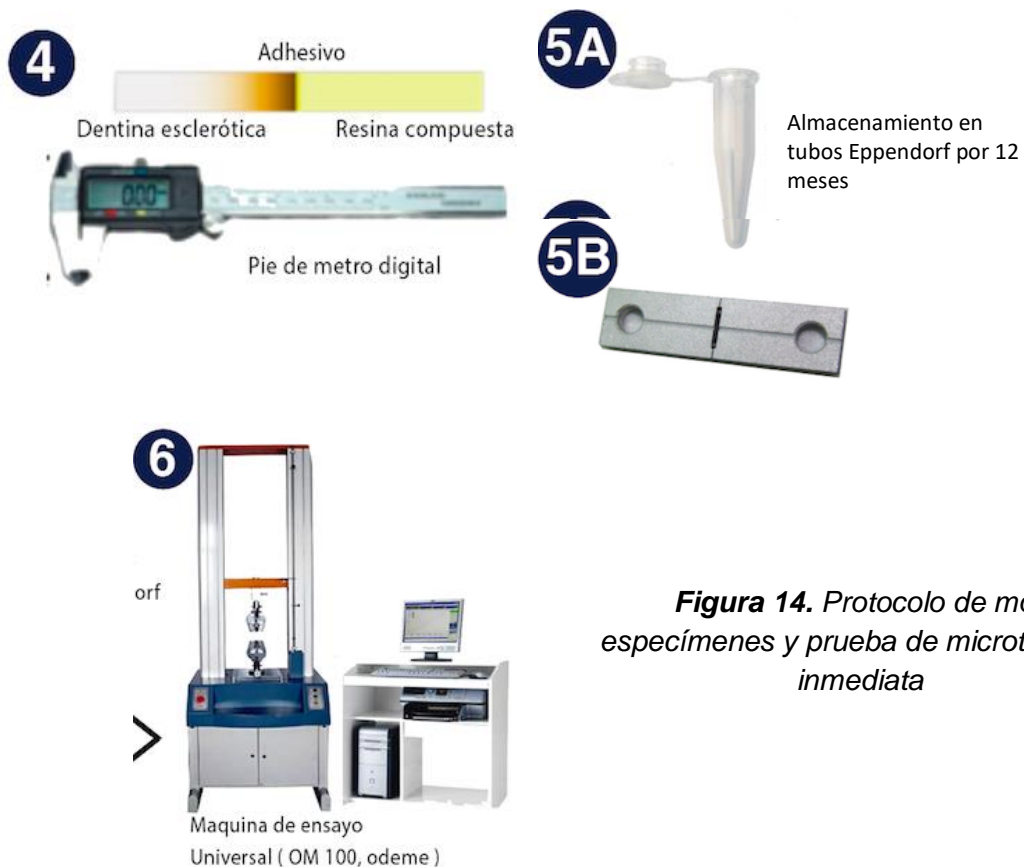 4
Adhesivo
Dentina esclerótica
Resina compuesta
0.00
Pie de metro digital
5A
Almacenamiento en
tubos Eppendorf por 12
meses
5B
6
orf
Maquina de ensayo
Universal ( OM 100, odeme )
Figura 14. Protocolo de mo
especímenes y prueba de microt
inmediata